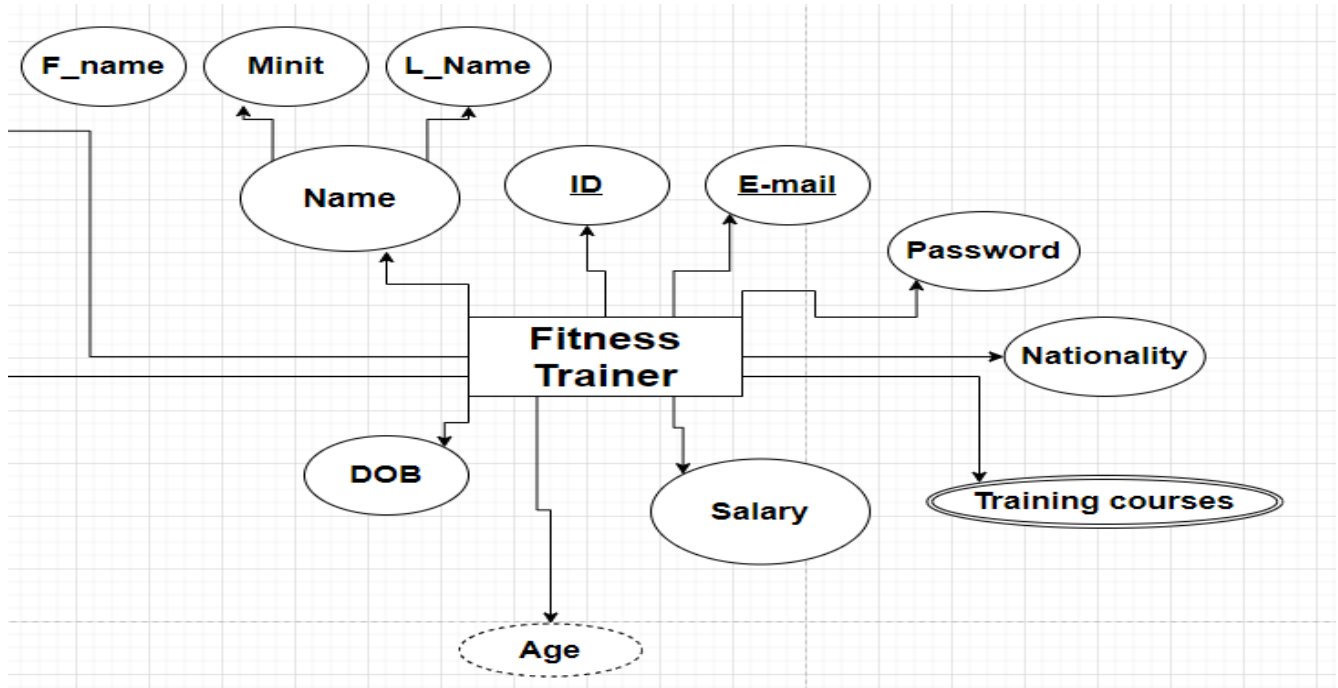 F_name
Minit
L_Name
Name
ID
E-mail
Password
Fitness
Trainer
Nationality
DOB
Salary
Training courses
Age